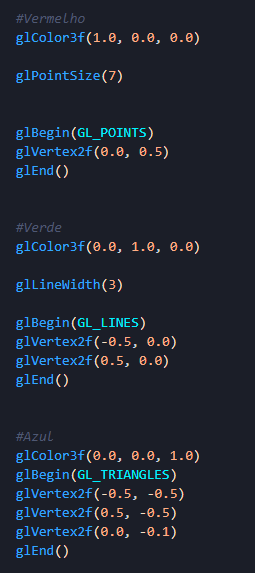 #Vermelho
glColor3f(1.0, 0.0, 0.0)
glPointSize(7)
glBegin(GL_POINTS)
glVertex2f(0.0, 0.5)
glEnd()
#Verde
glColor3f(0.0, 1.0, 0.0)
glLineWidth(3)
glBegin(GL_LINES)
glVertex2f(-0.5, 0.0)
glVertex2f(0.5, 0.0)
glEnd()
#Azul
glColor3f(0.0, 0.0, 1.0)
glBegin(GL_TRIANGLES)
glVertex2f(-0.5, -0.5)
glVertex2f(0.5, -0.5)
glVertex2f(0.0, -0.1)
glEnd()